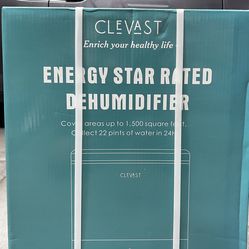 CLEVAST
Enrich your healthy life
ENERGY STAR RATED
DEHUMIDIFIER
Cover areas up to 1,500 square feet,
Collect 22 pints of water in 24H
CLEVAST